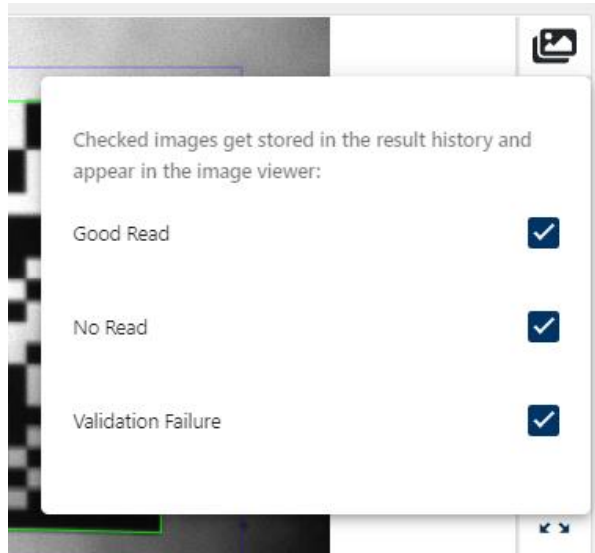 Checked images get stored in the result history and
appear in the image viewer:
Good Read
No Read
Validation Failure